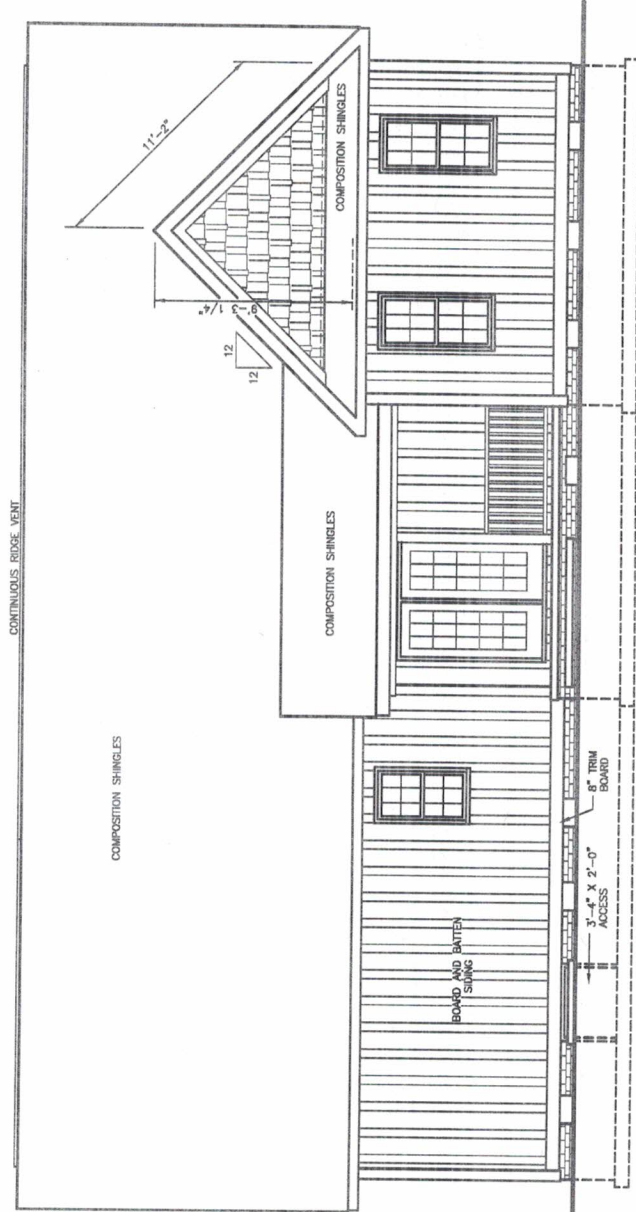 CONTINUOUS RIDGE VENT
11'-2"
COMPOSITION SHINGLES
9'-3 1/4"
12
12
COMPOSITION SHINGLES
COMPOSITION SHINGLES
BOARD AND BATTEN
SIDING
8" TRIM
BOARD
3'-4" X 2'-0"
ACCESS